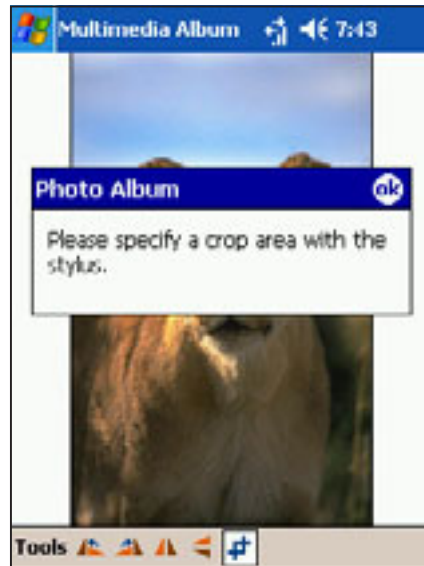 Multimedia Album 7:43
Photo Album ok
Please specify a crop area with the
stylus.
Tools